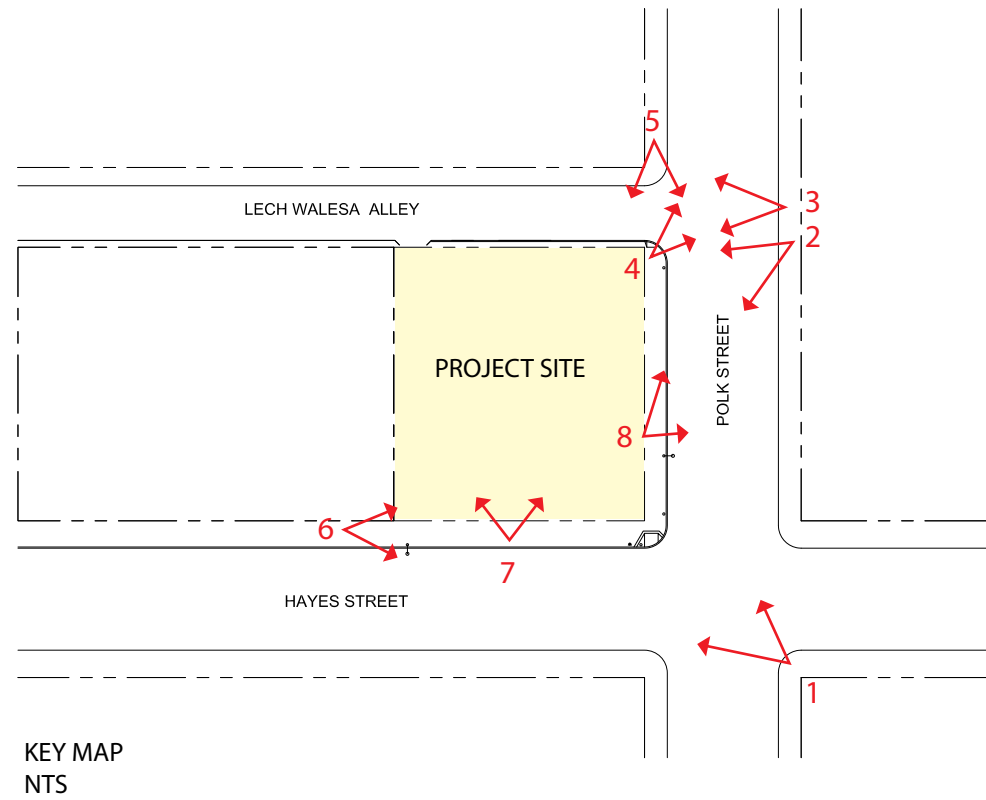 5
LECH WALESA ALLEY
3
2
4
POLK STREET
PROJECT SITE
8
6
7
HAYES STREET
1
KEY MAP
NTS